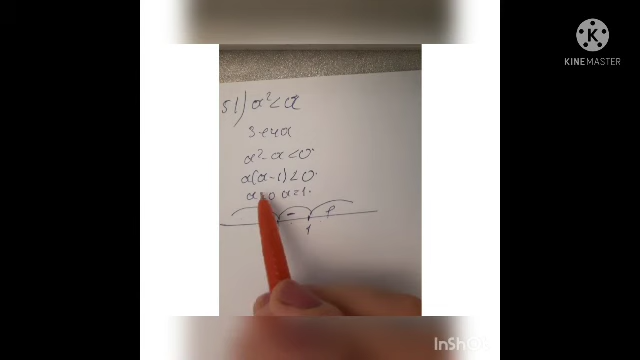 K
KINEMASTER
51) a² < a
a² - a < 0
a(a-1) < 0
a=0 a=1
- +
1
InShOt